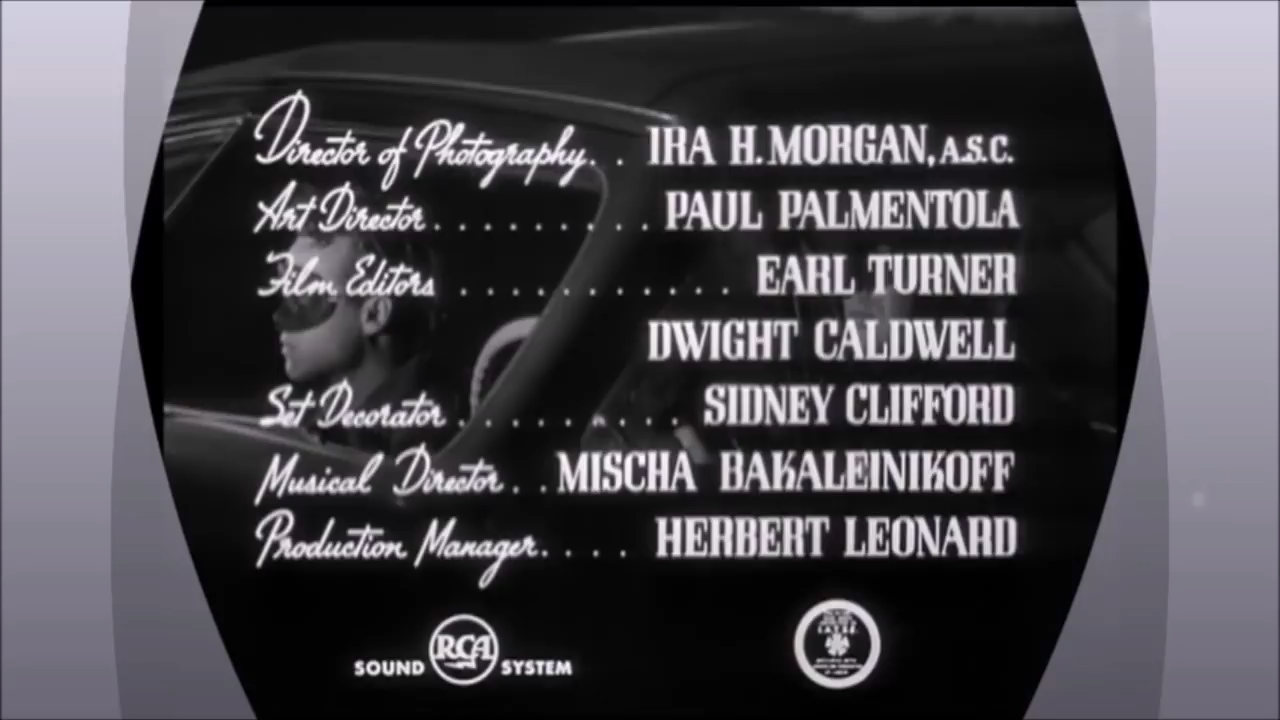 Director of Photography. . IRA H. MORGAN, A.S.C.
Art Director. . . . . . . . . PAUL PALMENTOLA
Film Editors . . . . . . . . . . . EARL TURNER
DWIGHT CALDWELL
Set Decorator. . . . . . . . . . SIDNEY CLIFFORD
Musical Director. . . MISCHA BAKALEINIKOFF
Production Manager. . . . . HERBERT LEONARD
SOUND RCA SYSTEM
I.A.T.S.E.